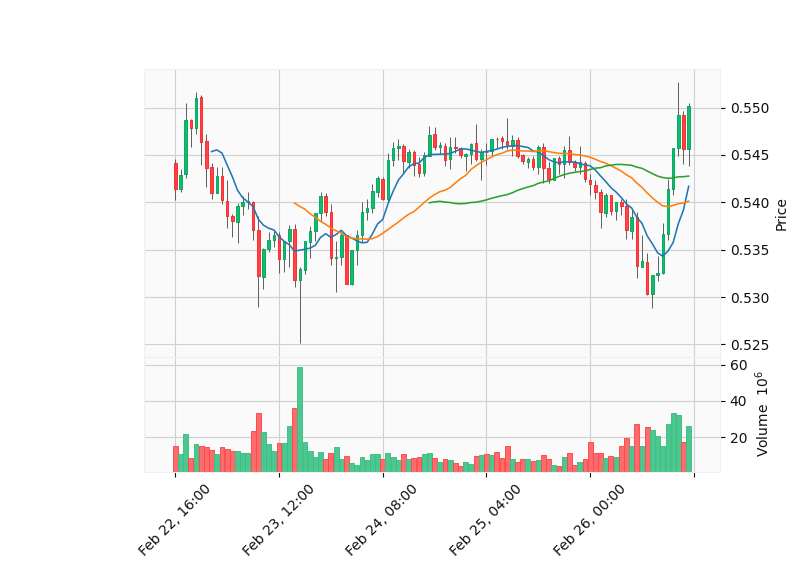 0.550
0.545
0.540
0.535
0.530
0.525
Price
60
40
20
Volume 10^6
Feb 22, 16:00
Feb 23, 12:00
Feb 24, 08:00
Feb 25, 04:00
Feb 26, 00:00